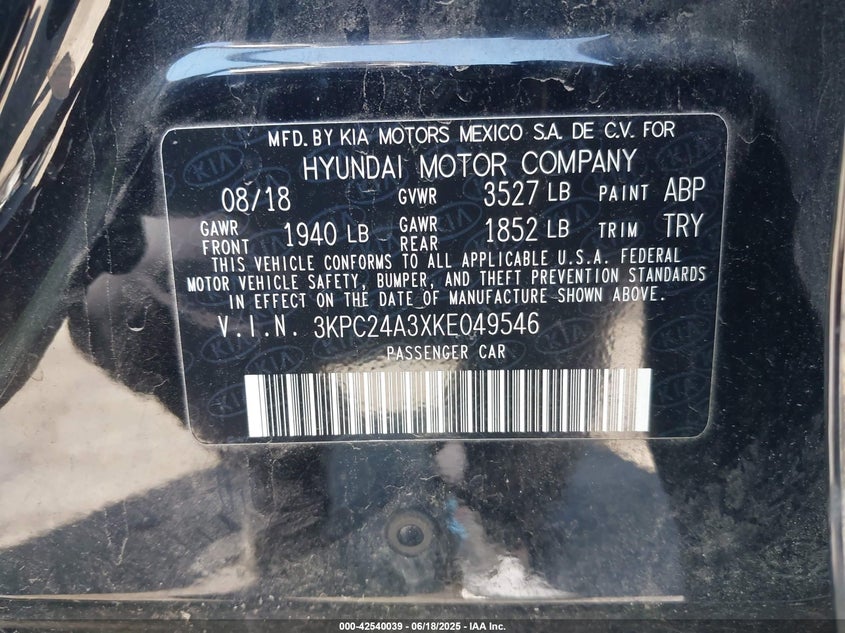 MFD. BY KIA MOTORS MEXICO S.A. DE C.V. FOR
HYUNDAI MOTOR COMPANY
08/18 GVWR 3527 LB PAINT ABP
GAWR FRONT 1940 LB GAWR REAR 1852 LB TRIM TRY
THIS VEHICLE CONFORMS TO ALL APPLICABLE U.S.A. FEDERAL
MOTOR VEHICLE SAFETY, BUMPER, AND THEFT PREVENTION STANDARDS
IN EFFECT ON THE DATE OF MANUFACTURE SHOWN ABOVE.
V.I.N. 3KPC24A3XKE049546
PASSENGER CAR
000-42540039 - 06/18/2025 - IAA Inc.